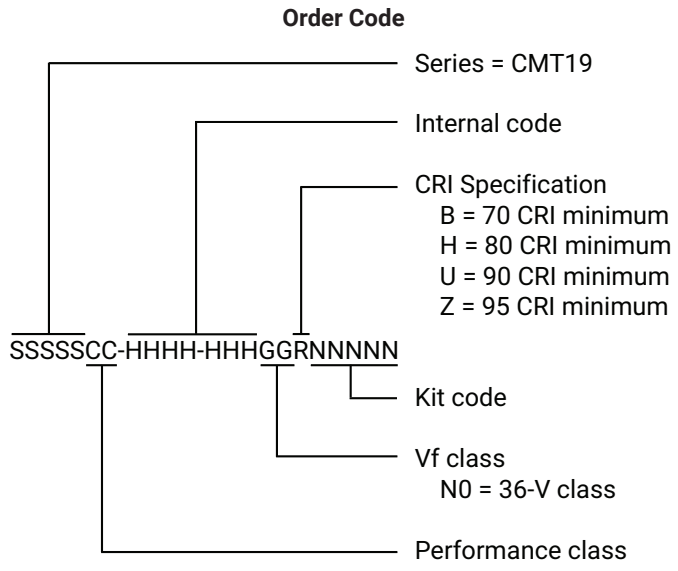 Order Code
Series = CMT19
Internal code
CRI Specification
B = 70 CRI minimum
H = 80 CRI minimum
U = 90 CRI minimum
Z = 95 CRI minimum
SSSSSCC-HHHH-HHHGGRNNNNN
Kit code
Vf class
N0 = 36-V class
Performance class